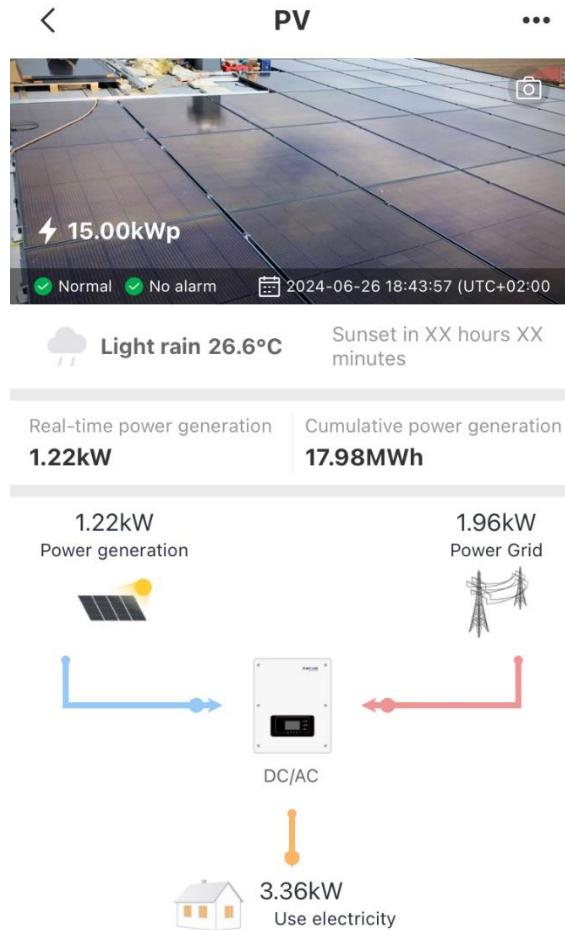 PV
15.00kWp
Normal
No alarm
2024-06-26 18:43:57 (UTC+02:00
Light rain 26.6°C
Sunset in XX hours XX
minutes
Real-time power generation
1.22kW
Cumulative power generation
17.98MWh
1.22kW
Power generation
1.96kW
Power Grid
DC/AC
3.36kW
Use electricity